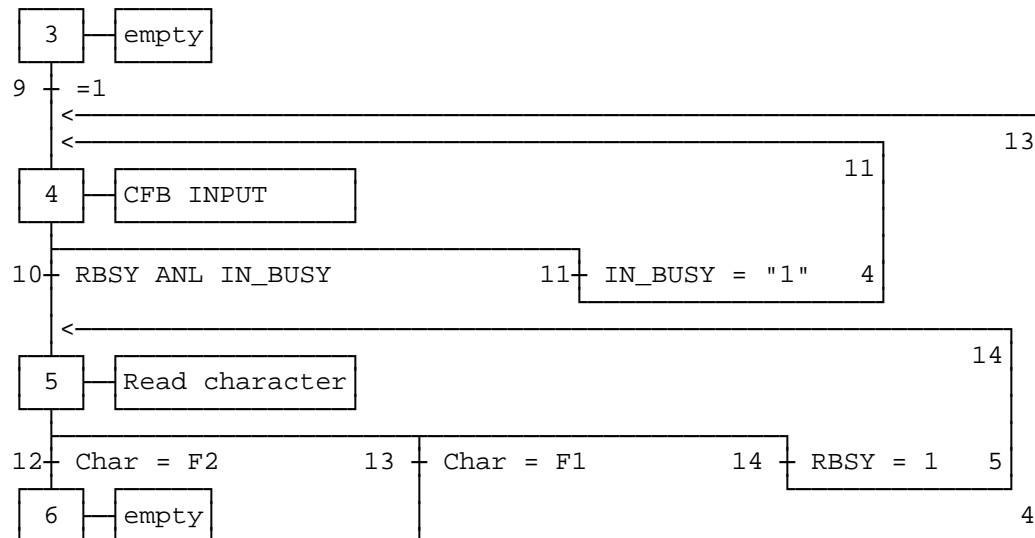 3 empty
9 =1
<
< 13
11
4 CFB INPUT
10 RBSY ANL IN_BUSY 11 IN_BUSY = "1" 4
<
14
5 Read character
12 Char = F2 13 Char = F1 14 RBSY = 1 5
6 empty 4